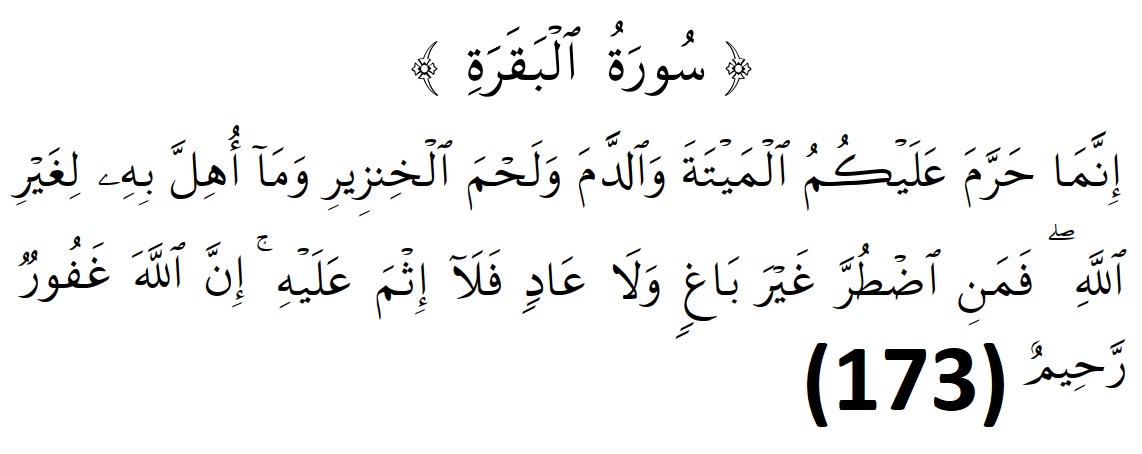 ﴿ سُورَةُ ٱلْبَقَرَةِ ﴾
إِنَّمَا حَرَّمَ عَلَيْكُمُ ٱلْمَيْتَةَ وَٱلدَّمَ وَلَحْمَ ٱلْخِنزِيرِ وَمَآ أُهِلَّ بِهِۦ لِغَيْرِ
ٱللَّهِ ۖ فَمَنِ ٱضْطُرَّ غَيْرَ بَاغٍ وَلَا عَادٍ فَلَآ إِثْمَ عَلَيْهِ ۚ إِنَّ ٱللَّهَ غَفُورٌ
رَّحِيمٌ (173)